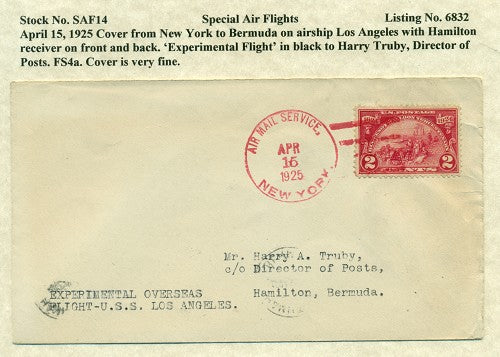 Stock No. SAF14 Special Air Flights Listing No. 6832
April 15, 1925 Cover from New York to Bermuda on airship Los Angeles with Hamilton
receiver on front and back. ‘Experimental Flight’ in black to Harry Truby, Director of
Posts. FS4a. Cover is very fine.
AIR MAIL SERVICE,
APR
15
1925
NEW YORK.
U.S. POSTAGE
2 CENTS 2
Mr. Harry A. Truby,
c/o Director of Posts,
Hamilton, Bermuda.
EXPERIMENTAL OVERSEAS
FLIGHT-U.S.S. LOS ANGELES.